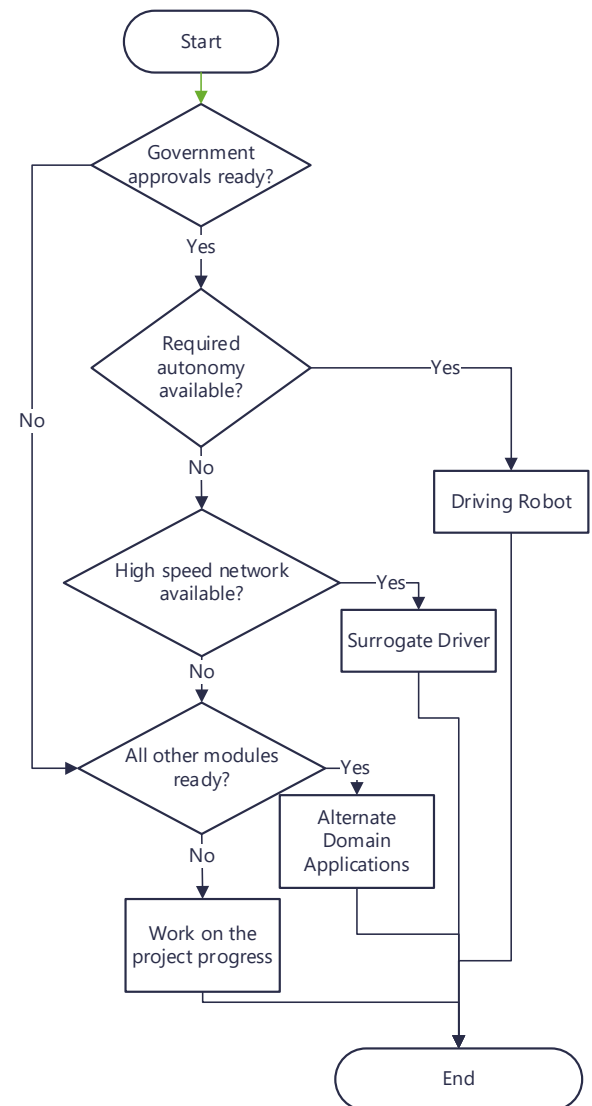 Start
Government
approvals ready?
Yes
Required
autonomy
available?
Yes
No
No
Driving Robot
High speed network
available?
Yes
Surrogate Driver
No
All other modules
ready?
Yes
Alternate
Domain
Applications
No
Work on the
project progress
End